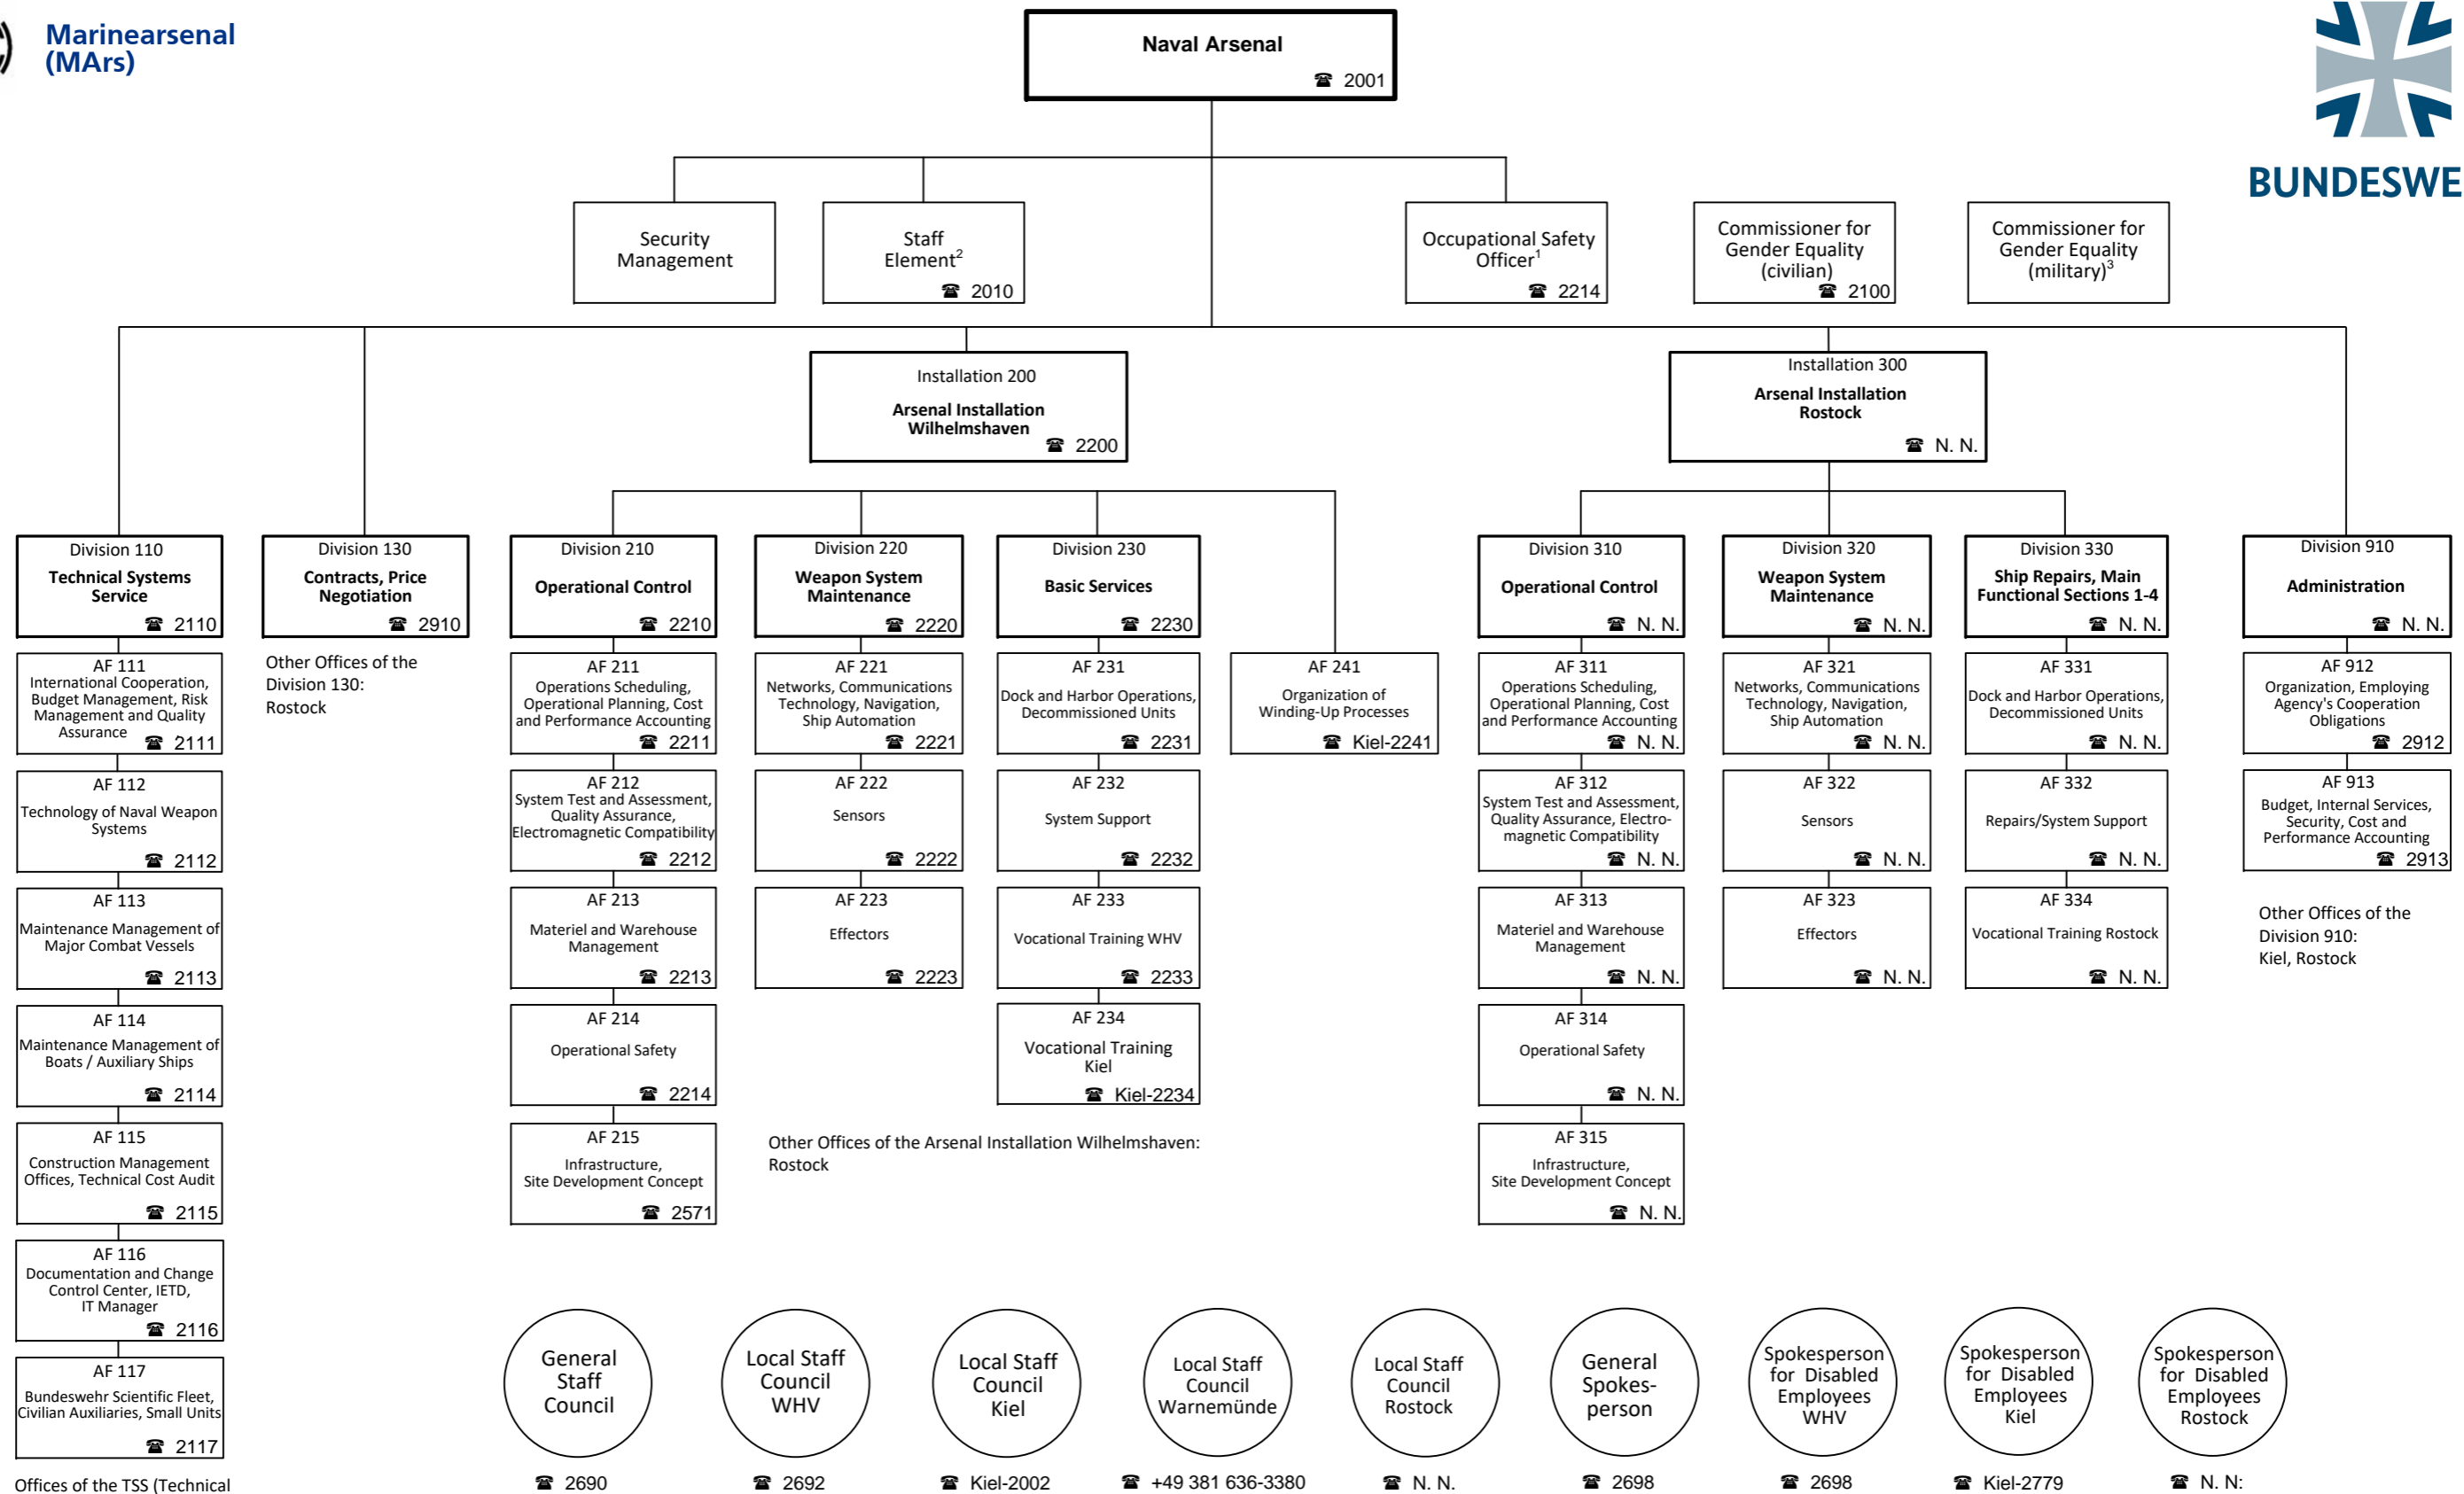 Marinearsenal
(MArs)
Naval Arsenal
☎ 2001
BUNDESWE
Security
Management
Staff
Element²
☎ 2010
Occupational Safety
Officer¹
☎ 2214
Commissioner for
Gender Equality
(civilian)
☎ 2100
Commissioner for
Gender Equality
(military)³
Installation 200
Arsenal Installation
Wilhelmshaven
☎ 2200
Installation 300
Arsenal Installation
Rostock
☎ N. N.
Division 110
Technical Systems
Service
☎ 2110
Division 130
Contracts, Price
Negotiation
☎ 2910
Division 210
Operational Control
☎ 2210
Division 220
Weapon System
Maintenance
☎ 2220
Division 230
Basic Services
☎ 2230
Division 310
Operational Control
☎ N. N.
Division 320
Weapon System
Maintenance
☎ N. N.
Division 330
Ship Repairs, Main
Functional Sections 1-4
☎ N. N.
Division 910
Administration
☎ N. N.
AF 111
International Cooperation,
Budget Management, Risk
Management and Quality
Assurance
☎ 2111
Other Offices of the
Division 130:
Rostock
AF 211
Operations Scheduling,
Operational Planning, Cost
and Performance Accounting
☎ 2211
AF 221
Networks, Communications
Technology, Navigation,
Ship Automation
☎ 2221
AF 231
Dock and Harbor Operations,
Decommissioned Units
☎ 2231
AF 241
Organization of
Winding-Up Processes
☎ Kiel-2241
AF 311
Operations Scheduling,
Operational Planning, Cost
and Performance Accounting
☎ N. N.
AF 321
Networks, Communications
Technology, Navigation,
Ship Automation
☎ N. N.
AF 331
Dock and Harbor Operations,
Decommissioned Units
☎ N. N.
AF 912
Organization, Employing
Agency's Cooperation
Obligations
☎ 2912
AF 112
Technology of Naval Weapon
Systems
☎ 2112
AF 212
System Test and Assessment,
Quality Assurance,
Electromagnetic Compatibility
☎ 2212
AF 222
Sensors
☎ 2222
AF 232
System Support
☎ 2232
AF 312
System Test and Assessment,
Quality Assurance, Electro-
magnetic Compatibility
☎ N. N.
AF 322
Sensors
☎ N. N.
AF 332
Repairs/System Support
☎ N. N.
AF 913
Budget, Internal Services,
Security, Cost and
Performance Accounting
☎ 2913
AF 113
Maintenance Management of
Major Combat Vessels
☎ 2113
AF 213
Materiel and Warehouse
Management
☎ 2213
AF 223
Effectors
☎ 2223
AF 233
Vocational Training WHV
☎ 2233
AF 313
Materiel and Warehouse
Management
☎ N. N.
AF 323
Effectors
☎ N. N.
AF 334
Vocational Training Rostock
☎ N. N.
Other Offices of the
Division 910:
Kiel, Rostock
AF 114
Maintenance Management of
Boats / Auxiliary Ships
☎ 2114
AF 214
Operational Safety
☎ 2214
AF 234
Vocational Training
Kiel
☎ Kiel-2234
AF 314
Operational Safety
☎ N. N.
AF 115
Construction Management
Offices, Technical Cost Audit
☎ 2115
AF 215
Infrastructure,
Site Development Concept
☎ 2571
Other Offices of the Arsenal Installation Wilhelmshaven:
Rostock
AF 315
Infrastructure,
Site Development Concept
☎ N. N.
AF 116
Documentation and Change
Control Center, IETD,
IT Manager
☎ 2116
AF 117
Bundeswehr Scientific Fleet,
Civilian Auxiliaries, Small Units
☎ 2117
Offices of the TSS (Technical
General
Staff
Council
☎ 2690
Local Staff
Council
WHV
☎ 2692
Local Staff
Council
Kiel
☎ Kiel-2002
Local Staff
Council
Warnemünde
☎ +49 381 636-3380
Local Staff
Council
Rostock
☎ N. N.
General
Spokes-
person
☎ 2698
Spokesperson
for Disabled
Employees
WHV
☎ 2698
Spokesperson
for Disabled
Employees
Kiel
☎ Kiel-2779
Spokesperson
for Disabled
Employees
Rostock
☎ N. N: